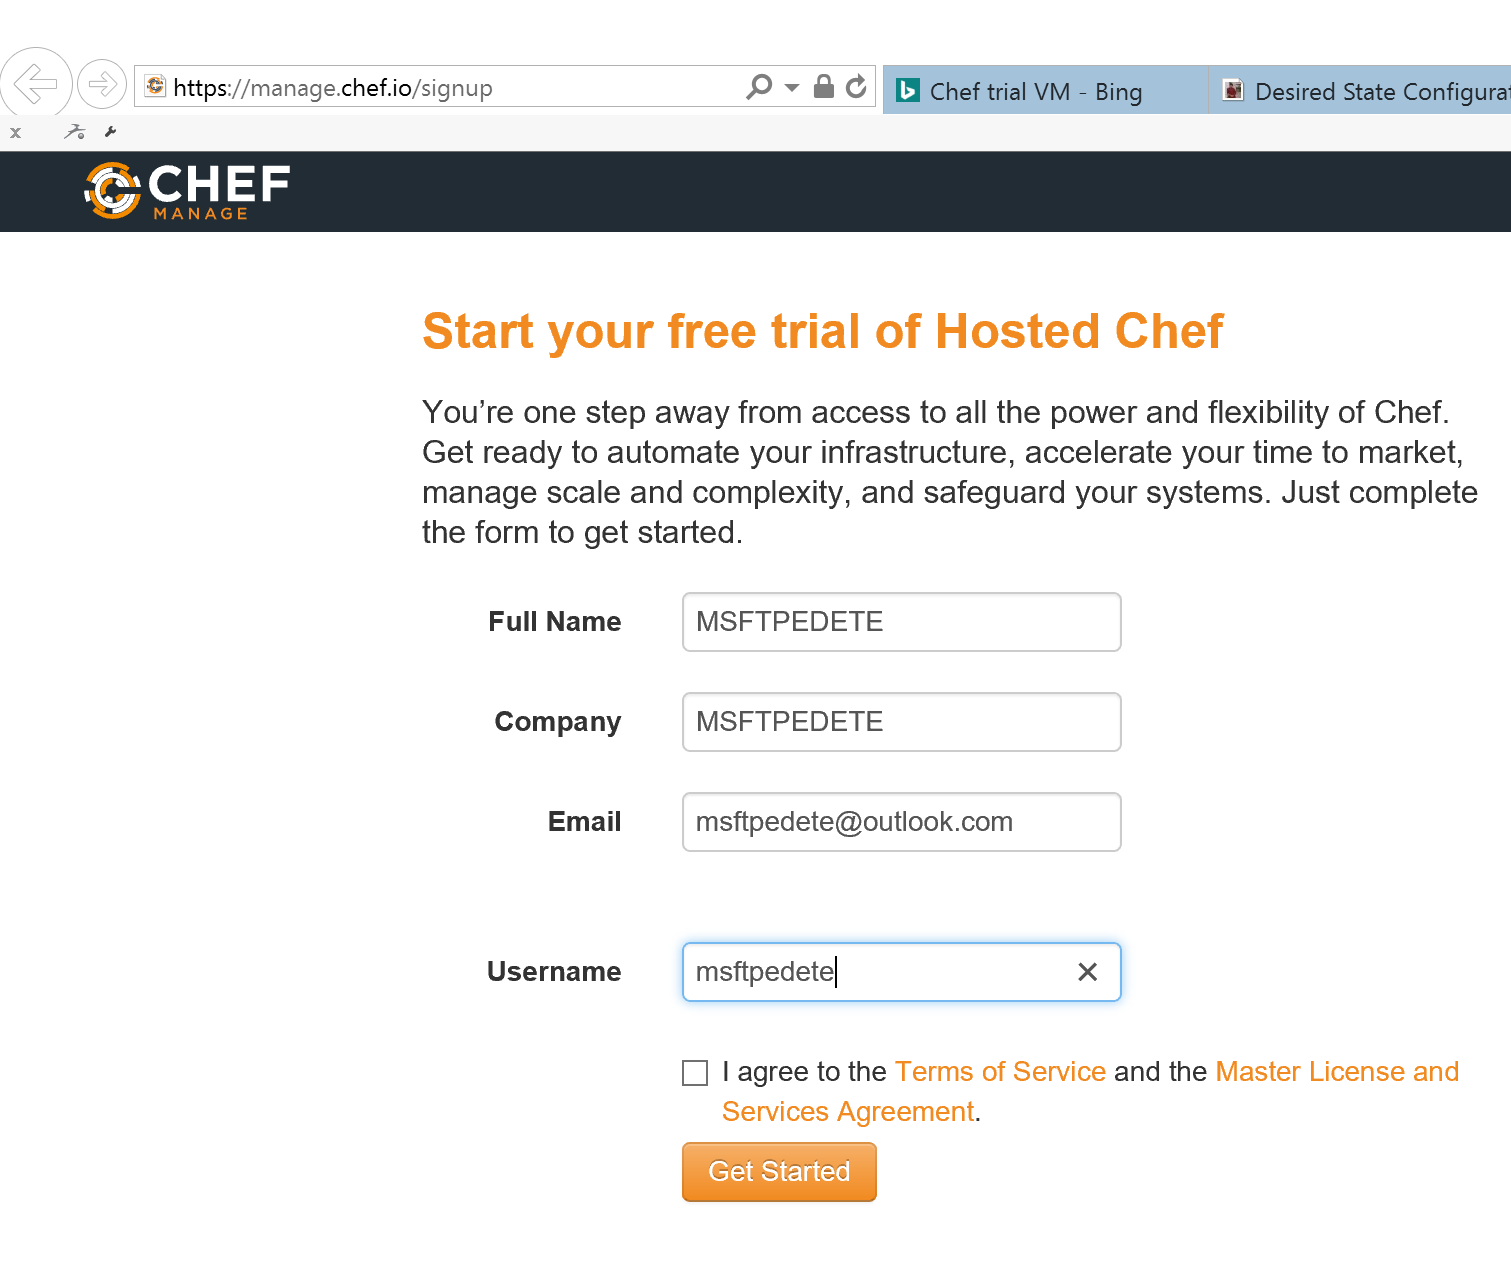 https://manage.chef.io/signup
Chef trial VM - Bing
Desired State Configurat
x
CHEF
MANAGE
Start your free trial of Hosted Chef
You’re one step away from access to all the power and flexibility of Chef.
Get ready to automate your infrastructure, accelerate your time to market,
manage scale and complexity, and safeguard your systems. Just complete
the form to get started.
Full Name
MSFTPEDETE
Company
MSFTPEDETE
Email
msftpedete@outlook.com
Username
msftpedete
I agree to the Terms of Service and the Master License and
Services Agreement.
Get Started